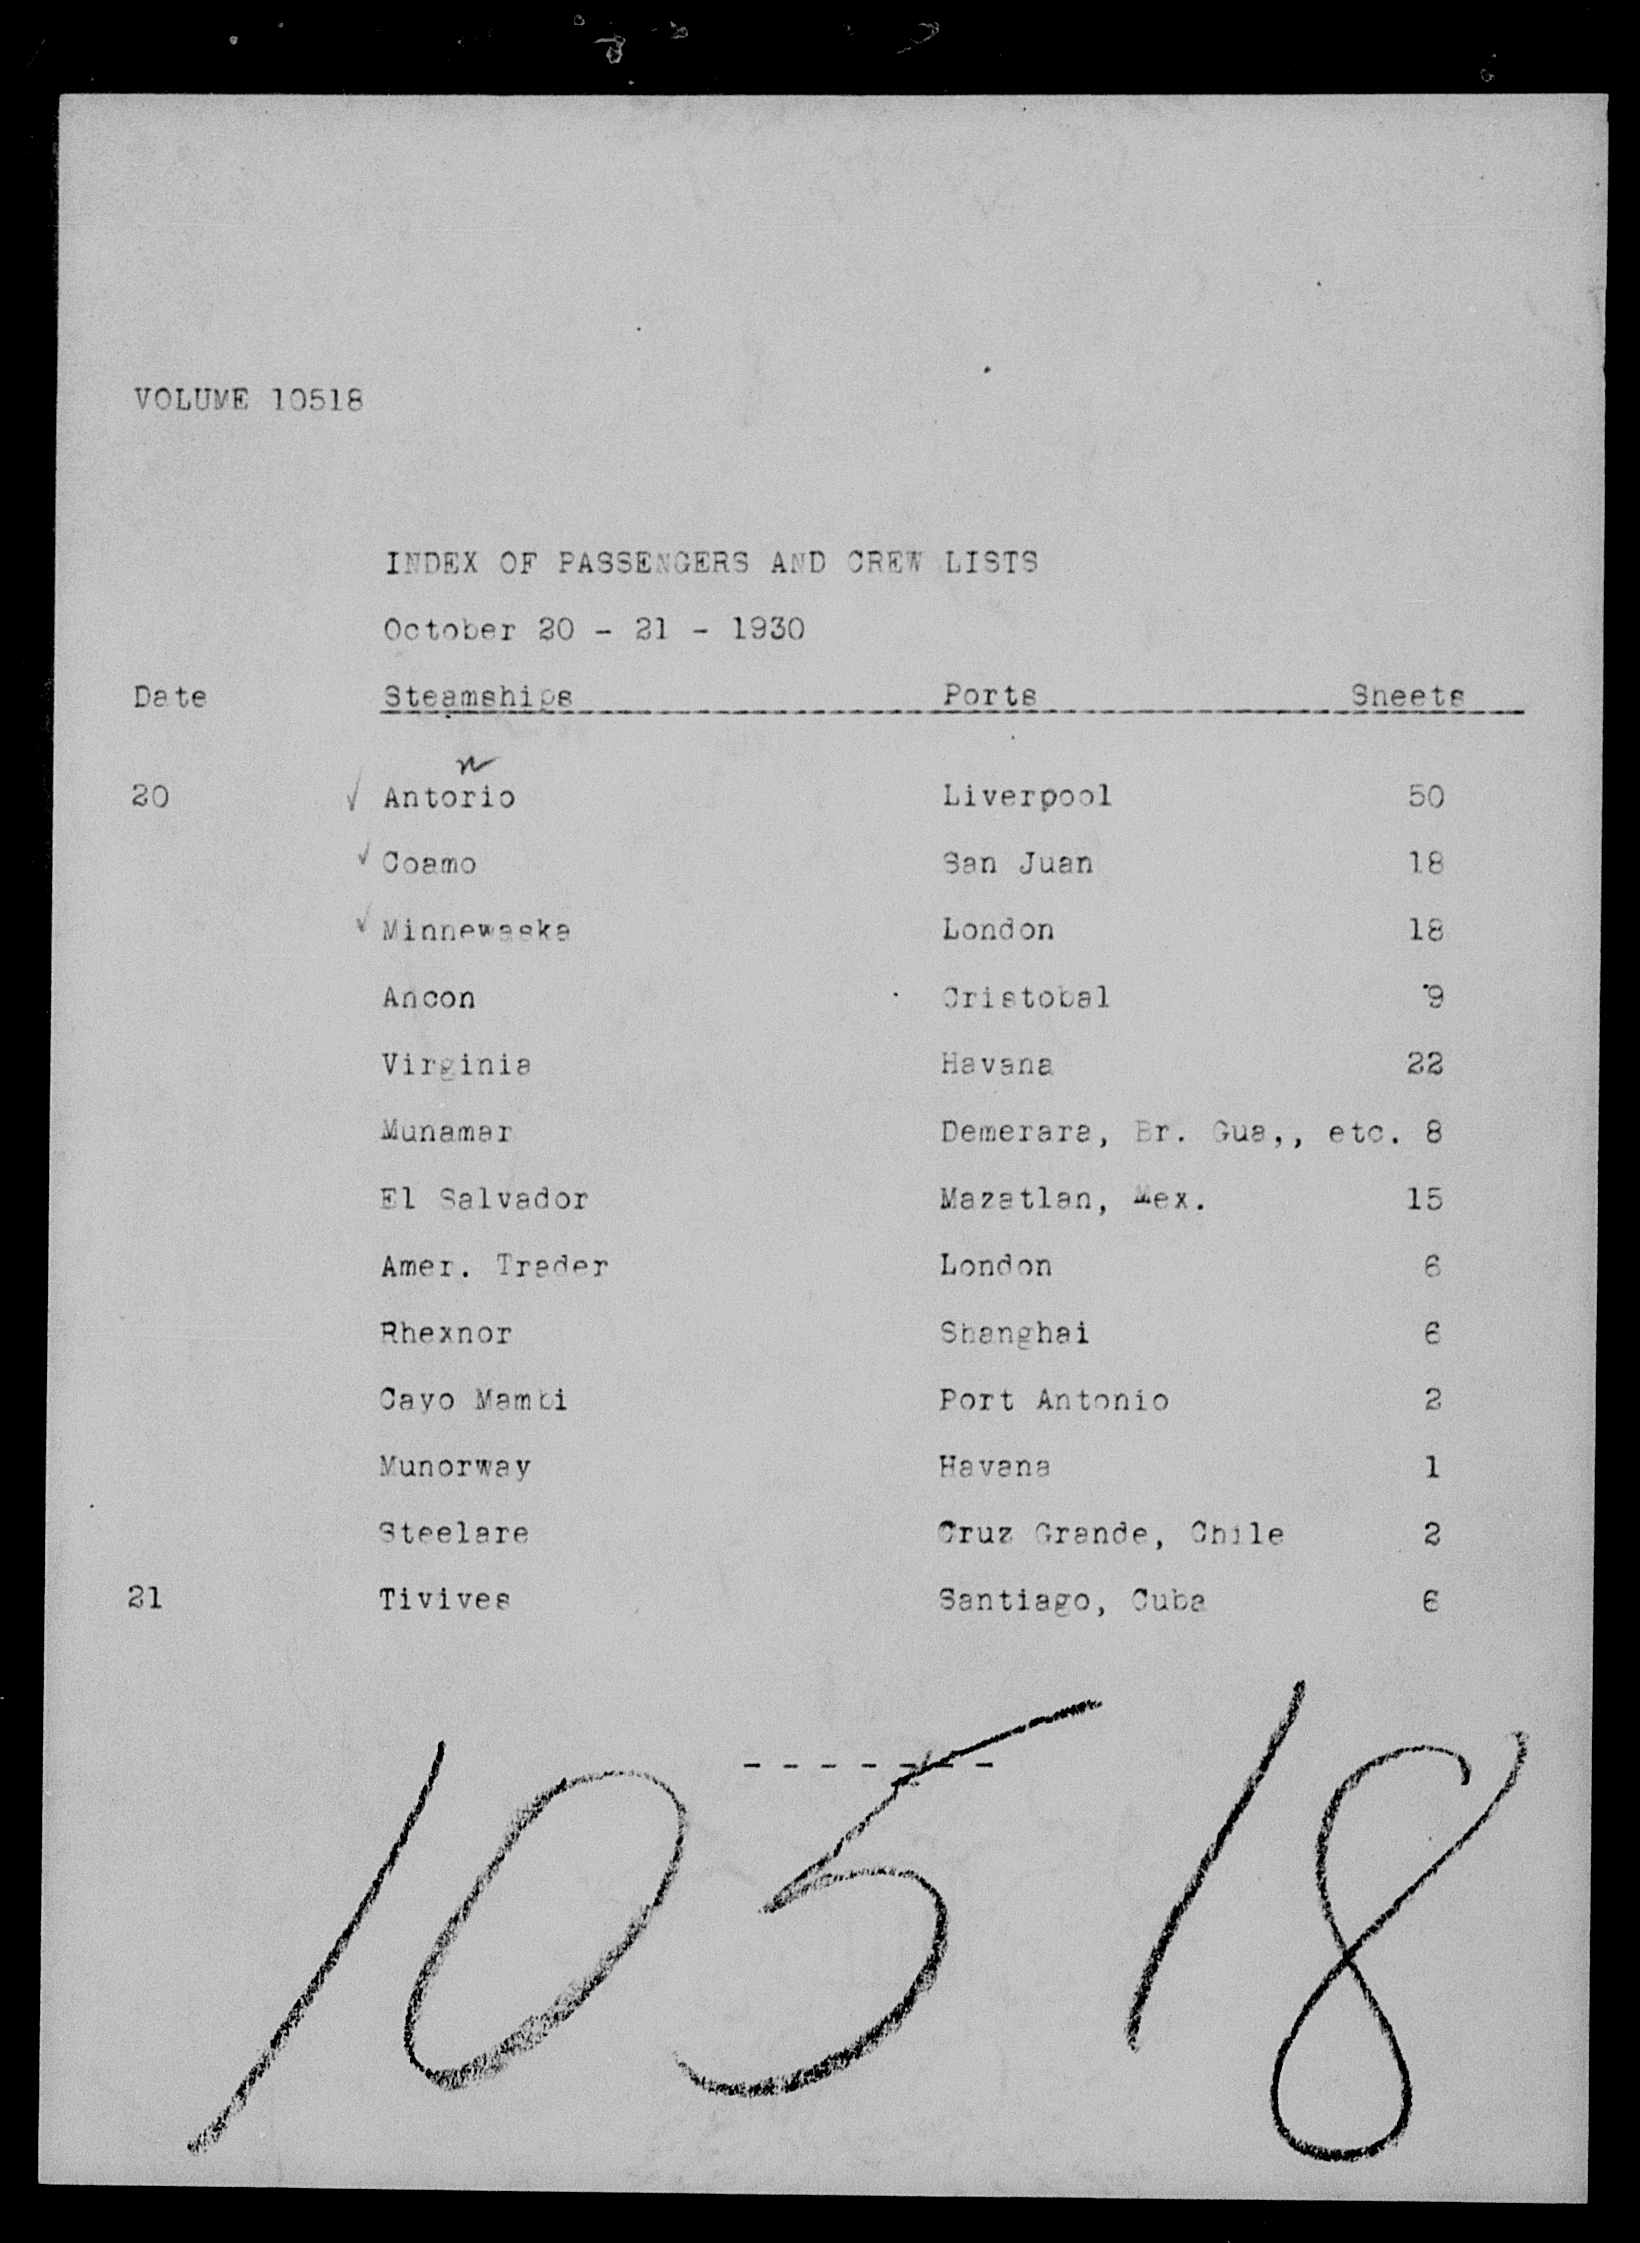 VOLUME 10518
INDEX OF PASSENGERS AND CREW LISTS
October 20 - 21 - 1930
Date Steamships Ports Sheets
n
20 ✓ Antorio Liverpool 50
✓ Coamo San Juan 18
✓ Minnewaska London 18
Ancon Cristobal 9
Virginia Havana 22
Munamar Demerara, Br. Gua,, etc. 8
El Salvador Mazatlan, Mex. 15
Amer. Trader London 6
Rhexnor Shanghai 6
Cayo Mambi Port Antonio 2
Munorway Havana 1
Steelare Cruz Grande, Chile 2
21 Tivives Santiago, Cuba 6
- - - - - - -
10518